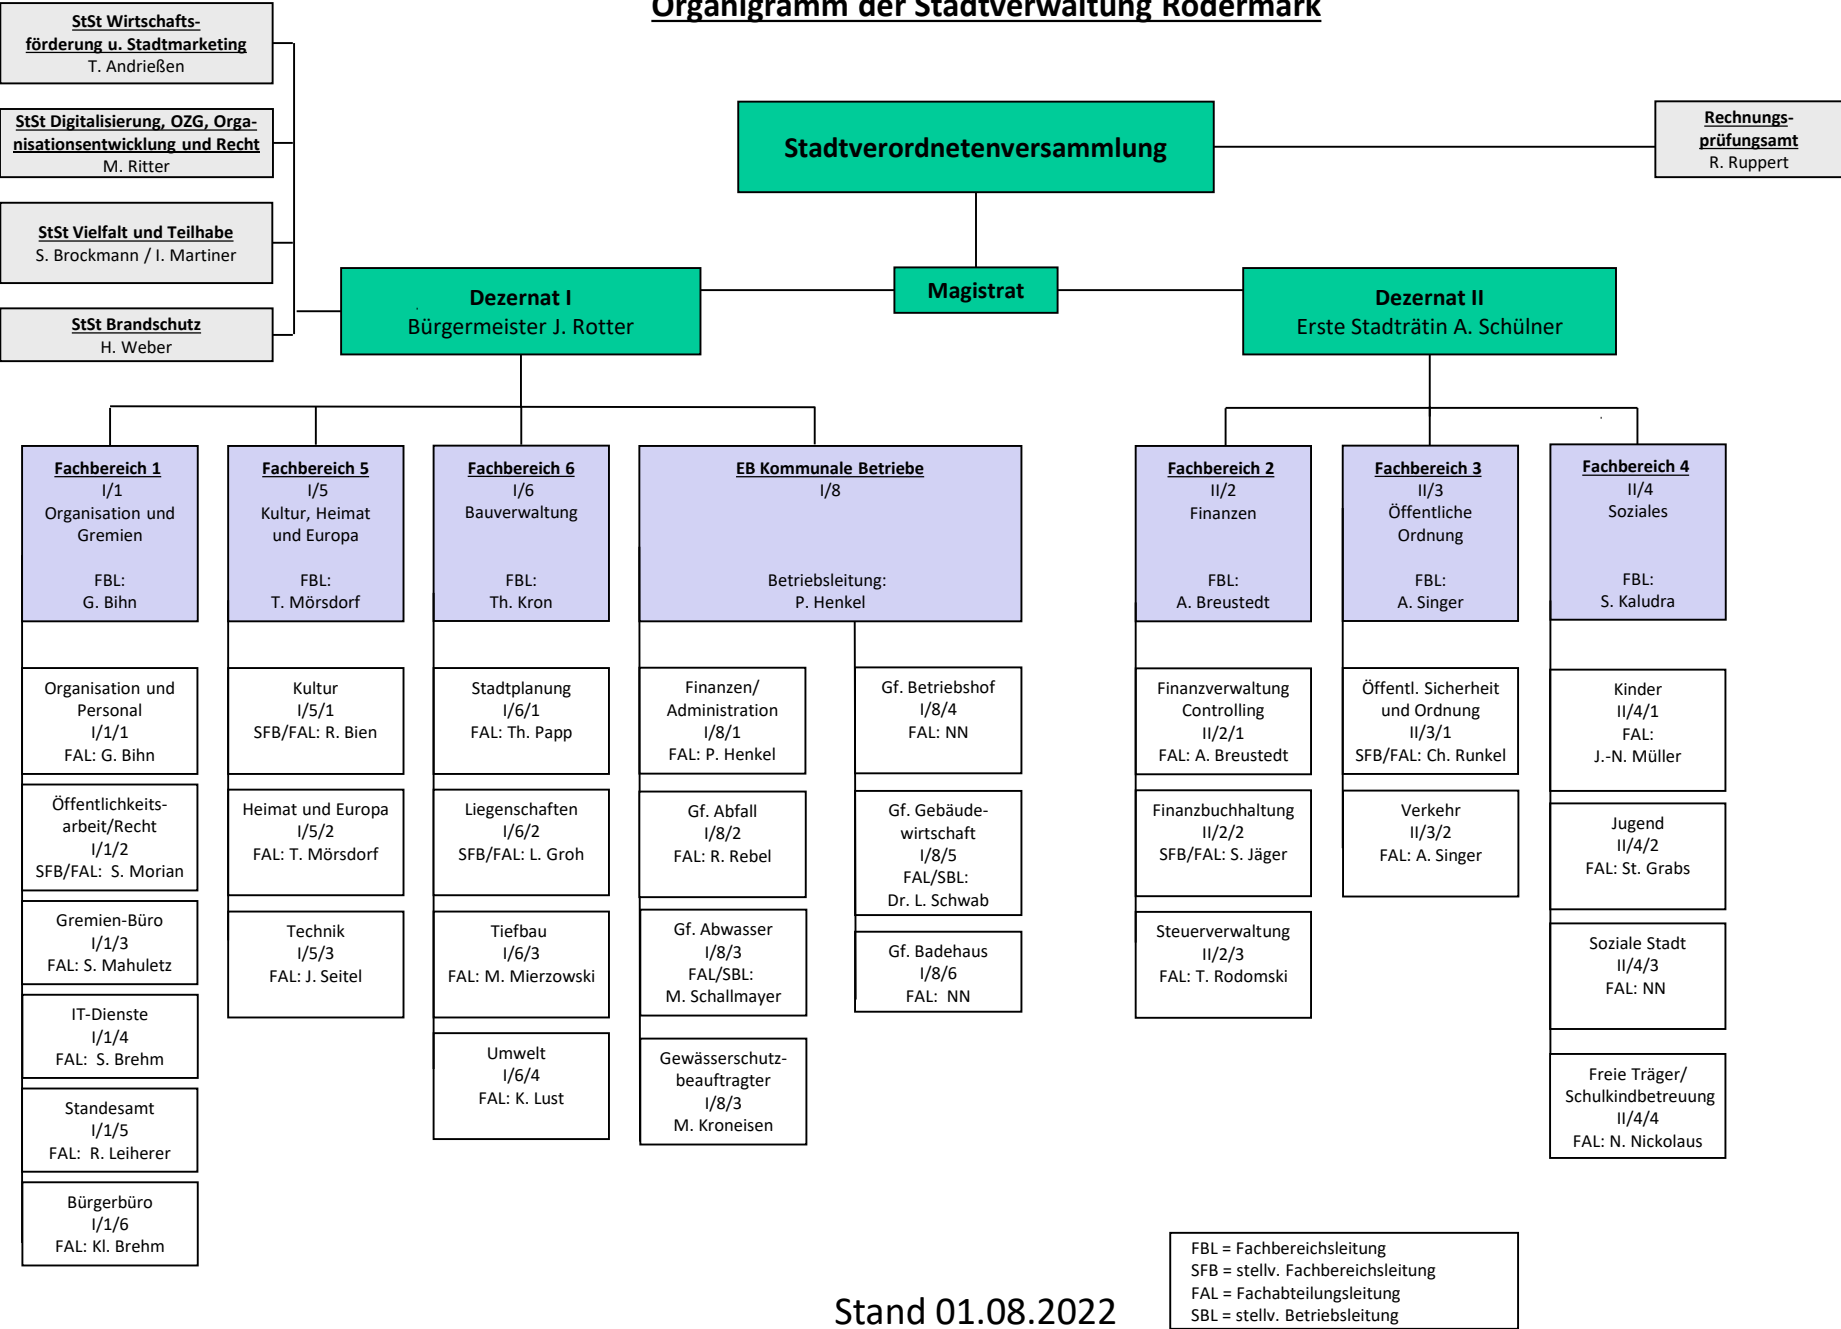 Organigramm der Stadtverwaltung Rödermark
StSt Wirtschafts-
förderung u. Stadtmarketing
T. Andrießen
StSt Digitalisierung, OZG, Orga-
nisationsentwicklung und Recht
M. Ritter
StSt Vielfalt und Teilhabe
S. Brockmann / I. Martiner
StSt Brandschutz
H. Weber
Stadtverordnetenversammlung
Rechnungs-
prüfungsamt
R. Ruppert
Magistrat
Dezernat I
Bürgermeister J. Rotter
Dezernat II
Erste Stadträtin A. Schülner
Fachbereich 1
I/1
Organisation und
Gremien
FBL:
G. Bihn
Organisation und
Personal
I/1/1
FAL: G. Bihn
Öffentlichkeits-
arbeit/Recht
I/1/2
SFB/FAL: S. Morian
Gremien-Büro
I/1/3
FAL: S. Mahuletz
IT-Dienste
I/1/4
FAL: S. Brehm
Standesamt
I/1/5
FAL: R. Leiherer
Bürgerbüro
I/1/6
FAL: Kl. Brehm
Fachbereich 5
I/5
Kultur, Heimat
und Europa
FBL:
T. Mörsdorf
Kultur
I/5/1
SFB/FAL: R. Bien
Heimat und Europa
I/5/2
FAL: T. Mörsdorf
Technik
I/5/3
FAL: J. Seitel
Fachbereich 6
I/6
Bauverwaltung
FBL:
Th. Kron
Stadtplanung
I/6/1
FAL: Th. Papp
Liegenschaften
I/6/2
SFB/FAL: L. Groh
Tiefbau
I/6/3
FAL: M. Mierzowski
Umwelt
I/6/4
FAL: K. Lust
EB Kommunale Betriebe
I/8
Betriebsleitung:
P. Henkel
Finanzen/
Administration
I/8/1
FAL: P. Henkel
Gf. Abfall
I/8/2
FAL: R. Rebel
Gf. Abwasser
I/8/3
FAL/SBL:
M. Schallmayer
Gewässerschutz-
beauftragter
I/8/3
M. Kroneisen
Gf. Betriebshof
I/8/4
FAL: NN
Gf. Gebäude-
wirtschaft
I/8/5
FAL/SBL:
Dr. L. Schwab
Gf. Badehaus
I/8/6
FAL: NN
Fachbereich 2
II/2
Finanzen
FBL:
A. Breustedt
Finanzverwaltung
Controlling
II/2/1
FAL: A. Breustedt
Finanzbuchhaltung
II/2/2
SFB/FAL: S. Jäger
Steuerverwaltung
II/2/3
FAL: T. Rodomski
Fachbereich 3
II/3
Öffentliche
Ordnung
FBL:
A. Singer
Öffentl. Sicherheit
und Ordnung
II/3/1
SFB/FAL: Ch. Runkel
Verkehr
II/3/2
FAL: A. Singer
Fachbereich 4
II/4
Soziales
FBL:
S. Kaludra
Kinder
II/4/1
FAL:
J.-N. Müller
Jugend
II/4/2
FAL: St. Grabs
Soziale Stadt
II/4/3
FAL: NN
Freie Träger/
Schulkindbetreuung
II/4/4
FAL: N. Nickolaus
Stand 01.08.2022
FBL = Fachbereichsleitung
SFB = stellv. Fachbereichsleitung
FAL = Fachabteilungsleitung
SBL = stellv. Betriebsleitung